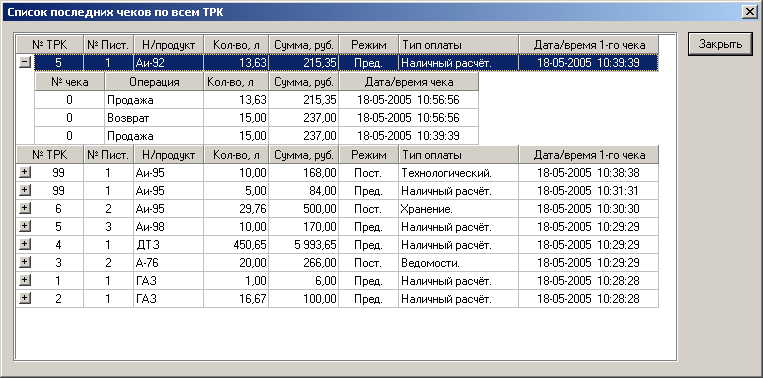 Список последних чеков по всем ТРК
Закрыть
№ ТРК № Пист. Н/продукт Кол-во, л Сумма, руб. Режим Тип оплаты Дата/время 1-го чека
5 1 Аи-92 13,63 215,35 Пред. Наличный расчёт. 18-05-2005 10:39:39
№ чека Операция Кол-во, л Сумма, руб. Дата/время чека
0 Продажа 13,63 215,35 18-05-2005 10:56:56
0 Возврат 15,00 237,00 18-05-2005 10:56:56
0 Продажа 15,00 237,00 18-05-2005 10:39:39
№ ТРК № Пист. Н/продукт Кол-во, л Сумма, руб. Режим Тип оплаты Дата/время 1-го чека
99 1 Аи-95 10,00 168,00 Пост. Технологический. 18-05-2005 10:38:38
99 1 Аи-95 5,00 84,00 Пред. Наличный расчёт. 18-05-2005 10:31:31
6 2 Аи-95 29,76 500,00 Пост. Хранение. 18-05-2005 10:30:30
5 3 Аи-98 10,00 170,00 Пред. Наличный расчёт. 18-05-2005 10:29:29
4 1 ДТЗ 450,65 5 993,65 Пред. Наличный расчёт. 18-05-2005 10:29:29
3 2 А-76 20,00 266,00 Пост. Ведомости. 18-05-2005 10:29:29
1 1 ГАЗ 1,00 6,00 Пред. Наличный расчёт. 18-05-2005 10:28:28
2 1 ГАЗ 16,67 100,00 Пред. Наличный расчёт. 18-05-2005 10:28:28